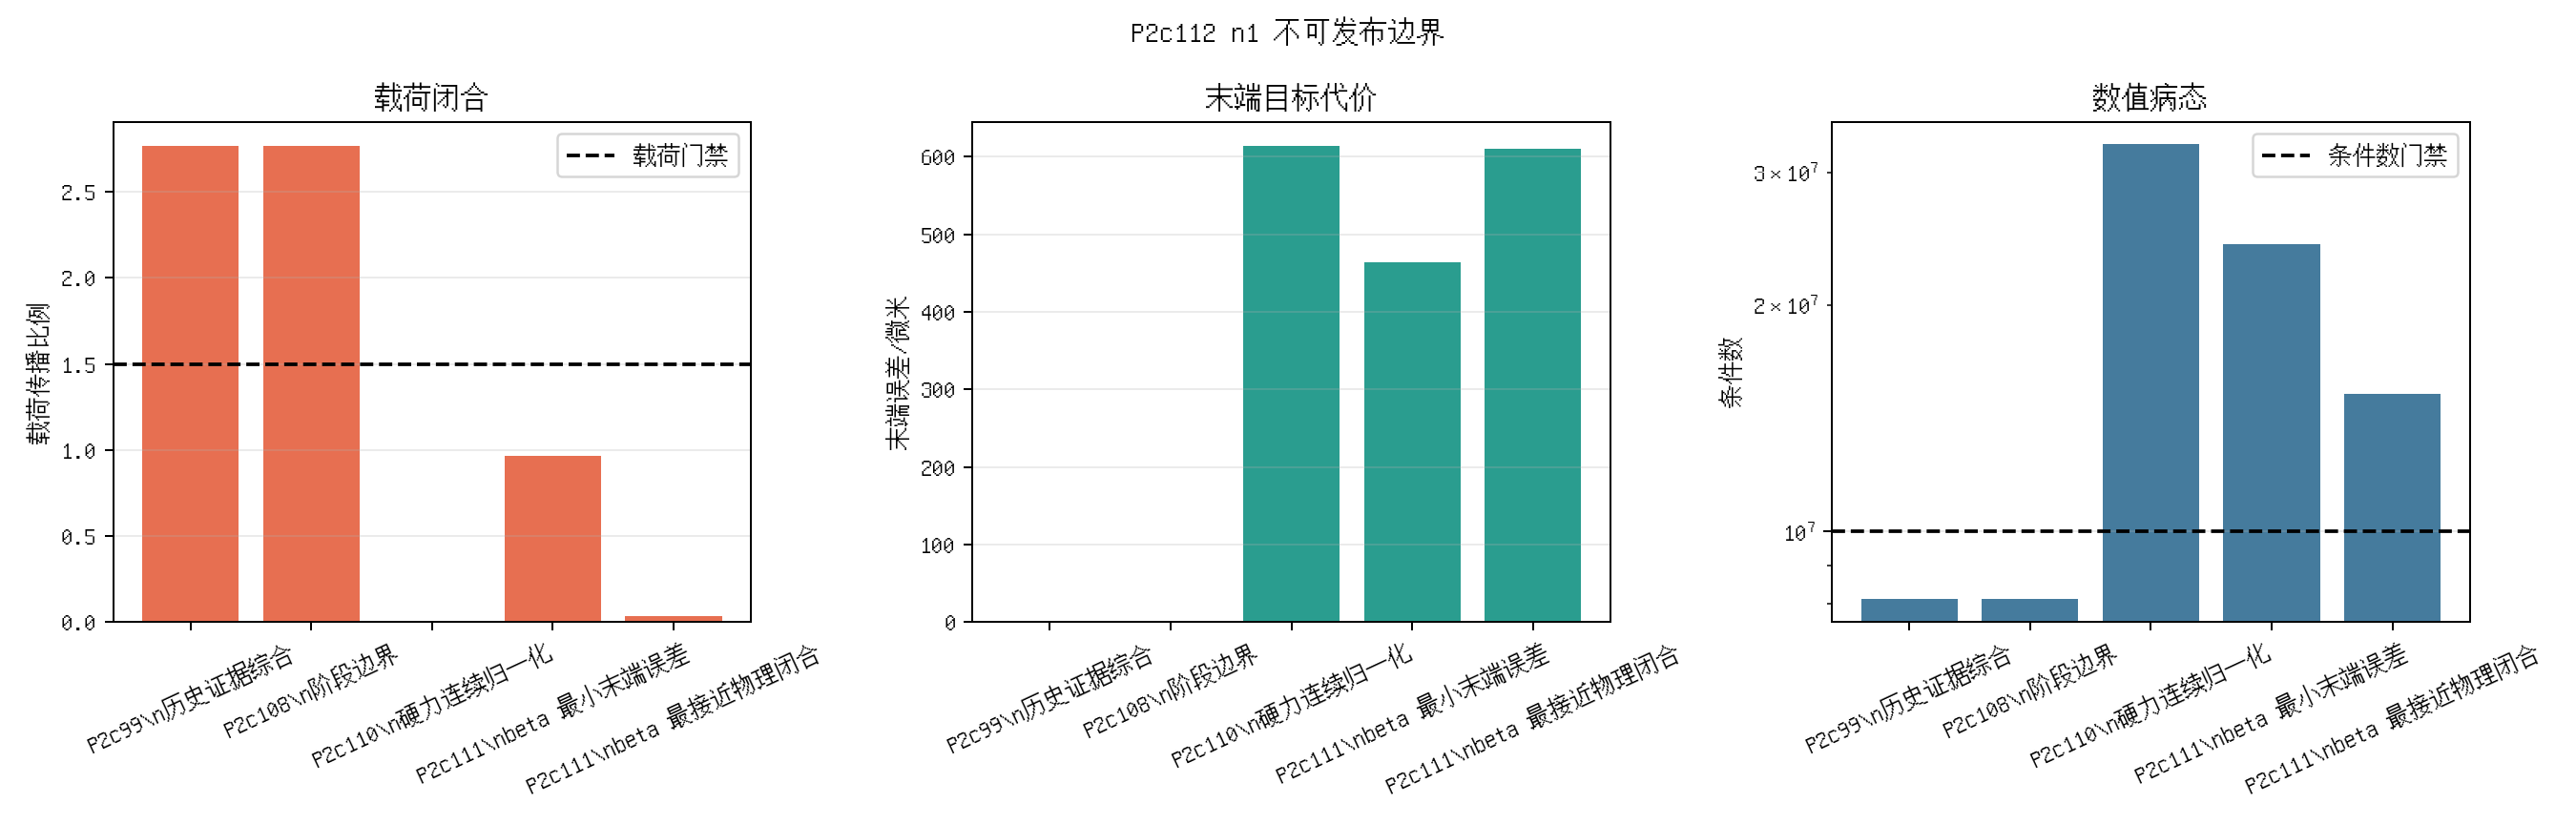 P2c112 n1 不可发布边界
载荷闭合
载荷传播比例
2.5
2.0
1.5
1.0
0.5
0.0
载荷门禁
P2c99\n历史证据综合
P2c108\n阶段边界
P2c110\n硬力连续归一化
P2c111\nbeta 最小末端误差
P2c111\nbeta 最接近物理闭合
末端目标代价
末端误差/微米
600
500
400
300
200
100
0
P2c99\n历史证据综合
P2c108\n阶段边界
P2c110\n硬力连续归一化
P2c111\nbeta 最小末端误差
P2c111\nbeta 最接近物理闭合
数值病态
条件数
3×10⁷
2×10⁷
10⁷
条件数门禁
P2c99\n历史证据综合
P2c108\n阶段边界
P2c110\n硬力连续归一化
P2c111\nbeta 最小末端误差
P2c111\nbeta 最接近物理闭合